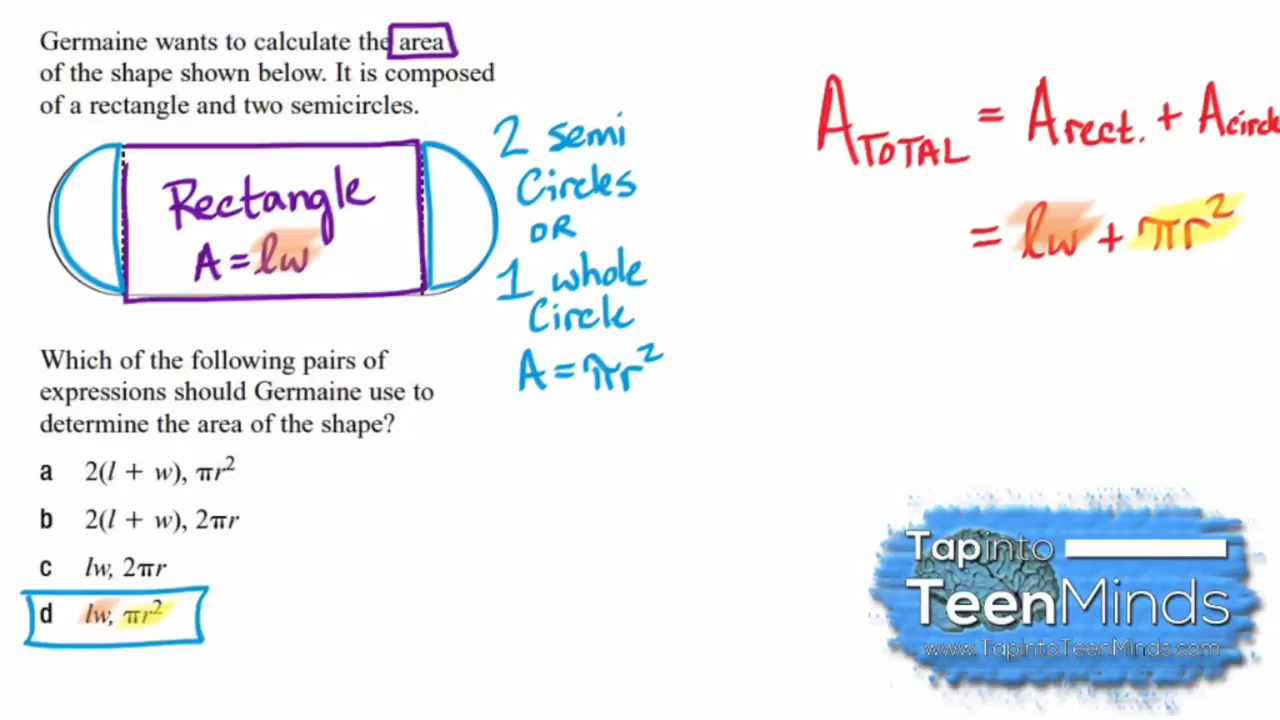 Germaine wants to calculate the area
of the shape shown below. It is composed
of a rectangle and two semicircles.
Rectangle
A = lw
2 semi
Circles
OR
1 whole
Circle
A = πr²
A TOTAL = A rect. + A circle
= lw + πr²
Which of the following pairs of
expressions should Germaine use to
determine the area of the shape?
a 2(l + w), πr²
b 2(l + w), 2πr
c lw, 2πr
d lw, πr²
Tap into
TeenMinds
www.TapIntoTeenMinds.com